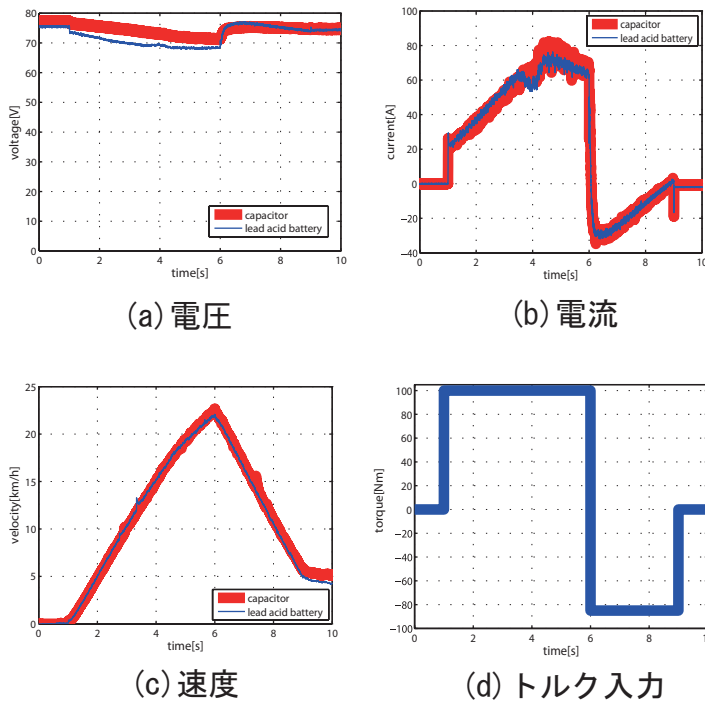 80
70
60
50
40
30
20
10
0
voltage[V]
capacitor
lead acid battery
0 2 4 6 8 10
time[s]
(a)電圧
100
80
60
40
20
0
−20
−40
current[A]
capacitor
lead acid battery
0 2 4 6 8 10
time[s]
(b)電流
25
20
15
10
5
0
velocity[km/h]
capacitor
lead acid battery
0 2 4 6 8 10
time[s]
(c)速度
100
80
60
40
20
0
−20
−40
−60
−80
−100
torque[Nm]
0 2 4 6 8 1
time[s]
(d)トルク入力